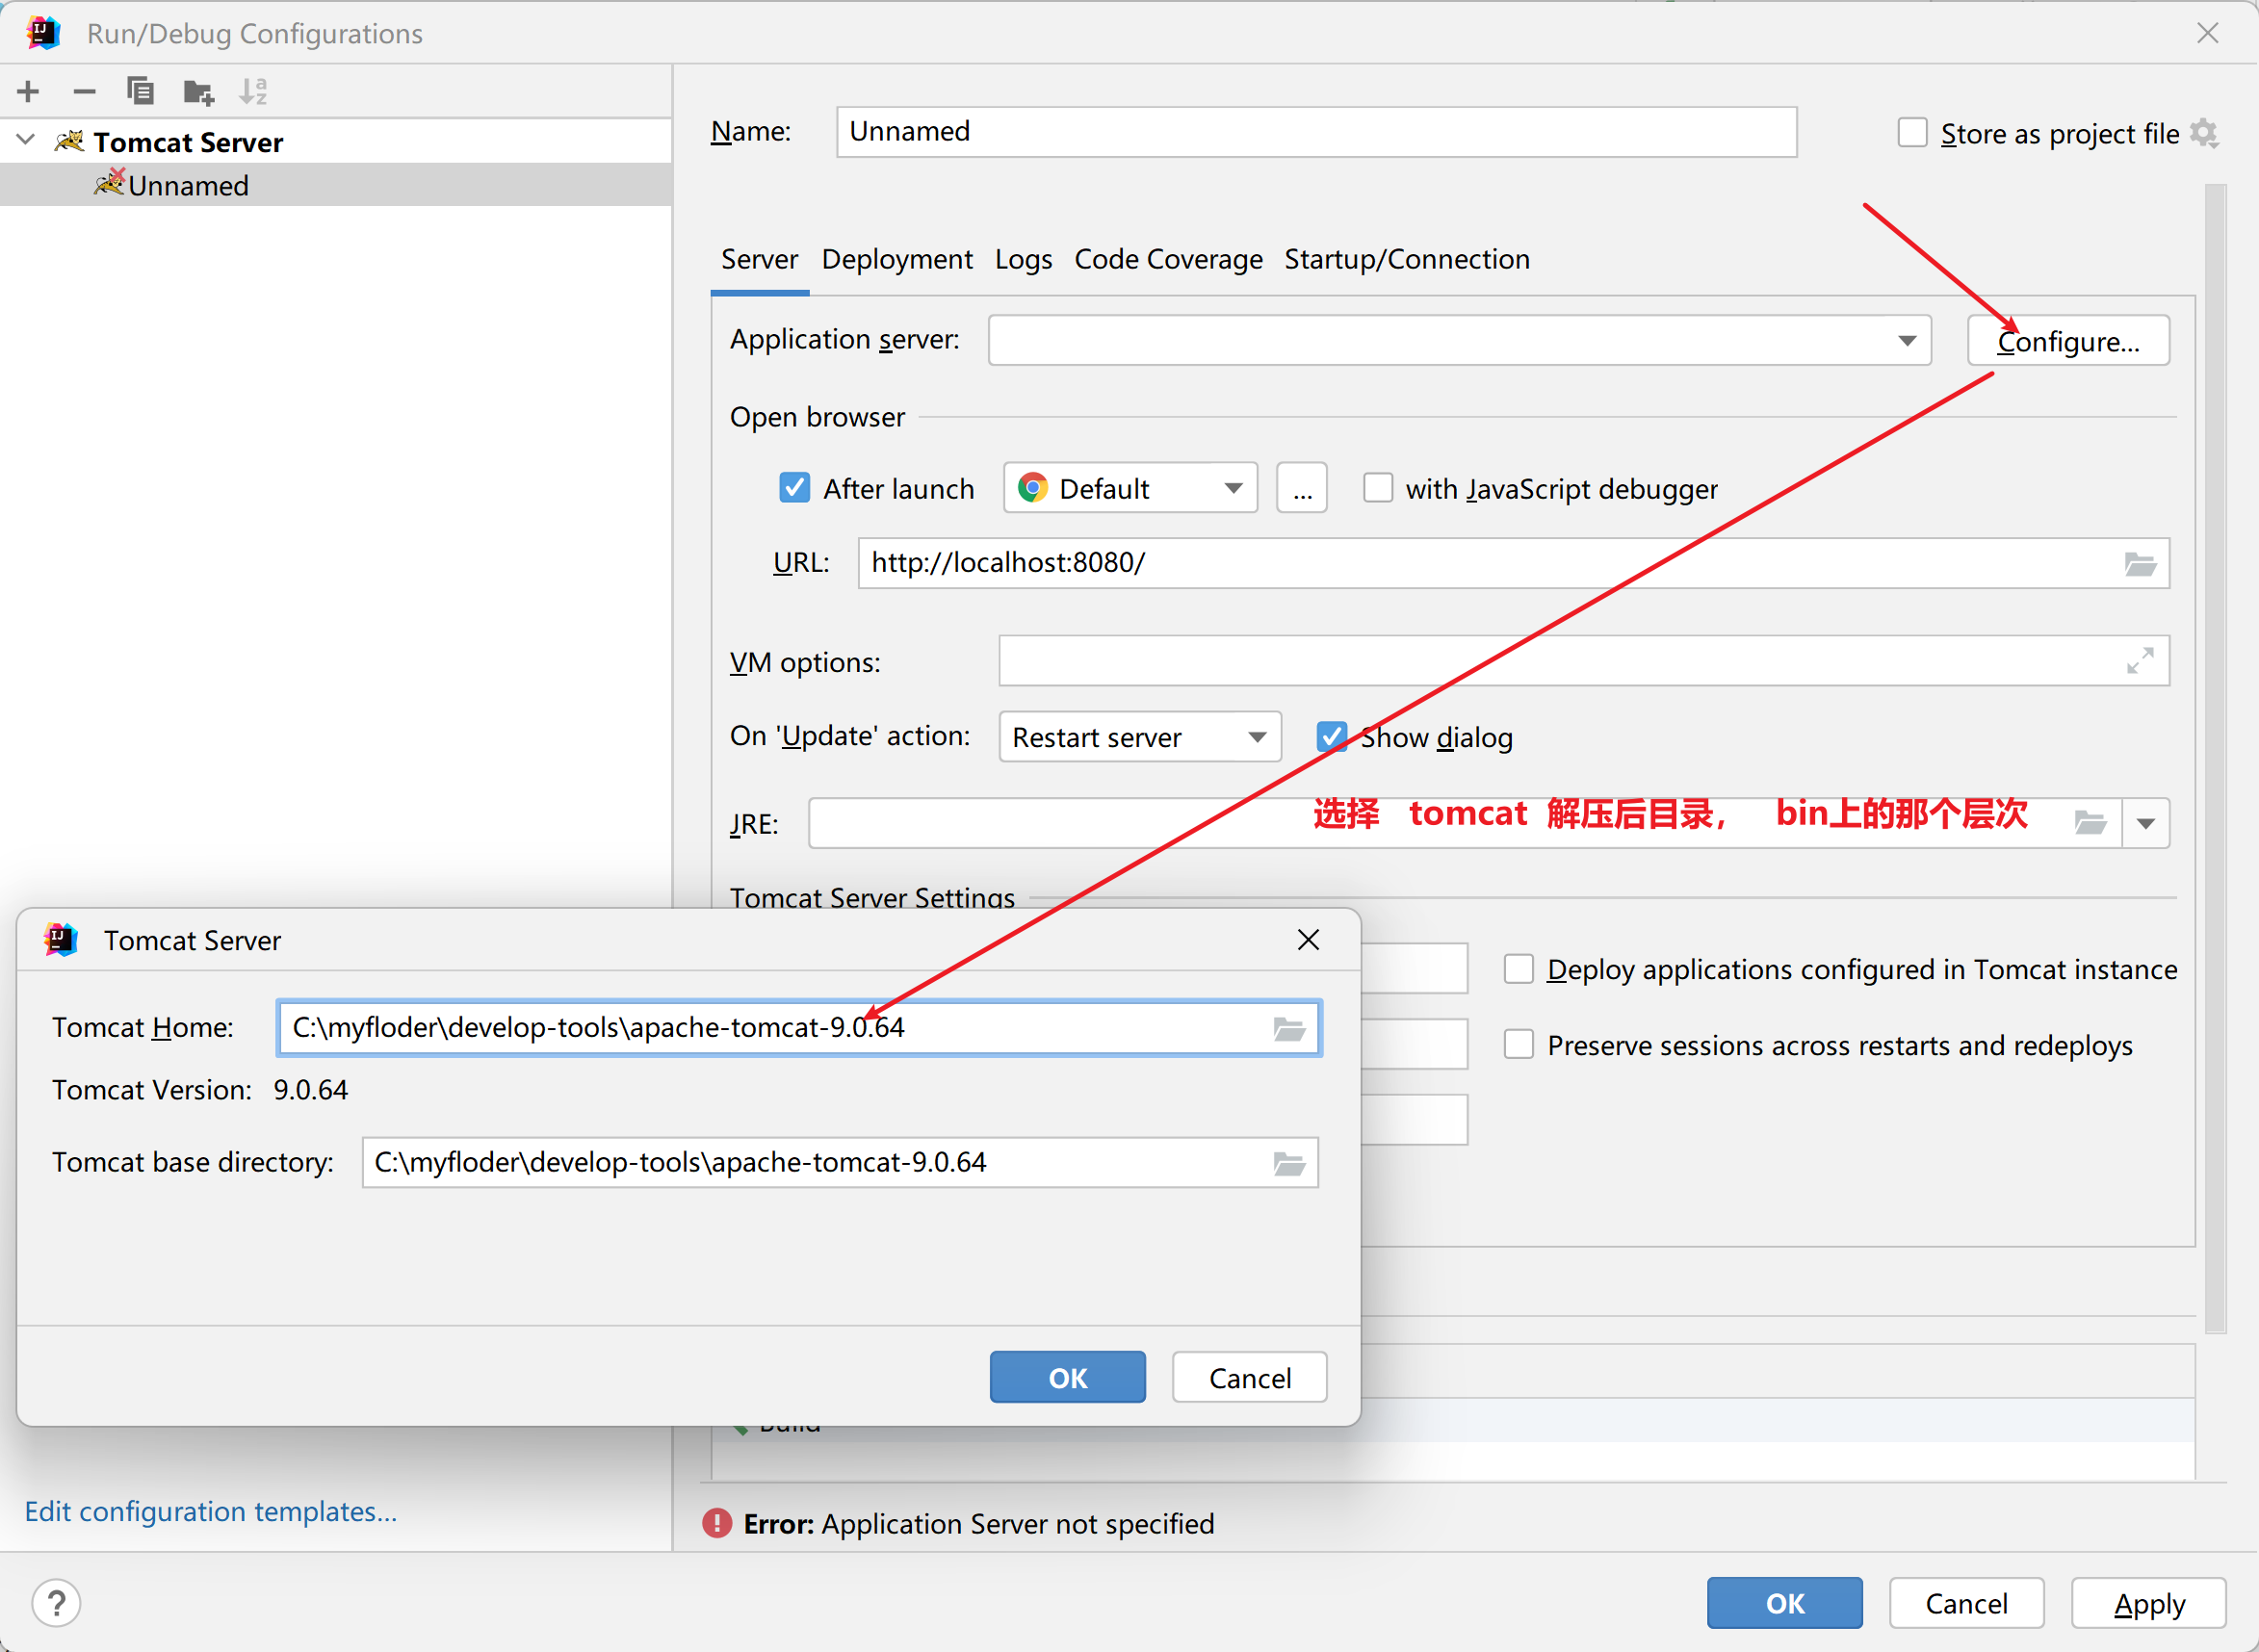 Run/Debug Configurations
Tomcat Server
Unnamed
Name: Unnamed Store as project file
Server Deployment Logs Code Coverage Startup/Connection
Application server: Configure...
Open browser
After launch Default ... with JavaScript debugger
URL: http://localhost:8080/
VM options:
On 'Update' action: Restart server Show dialog
JRE: 选择 tomcat 解压后目录, bin上的那个层次
Tomcat Server Settings
Deploy applications configured in Tomcat instance
Preserve sessions across restarts and redeploys
Tomcat Server
Tomcat Home: C:\myfloder\develop-tools\apache-tomcat-9.0.64
Tomcat Version: 9.0.64
Tomcat base directory: C:\myfloder\develop-tools\apache-tomcat-9.0.64
OK Cancel
Build
Edit configuration templates...
Error: Application Server not specified
? OK Cancel Apply